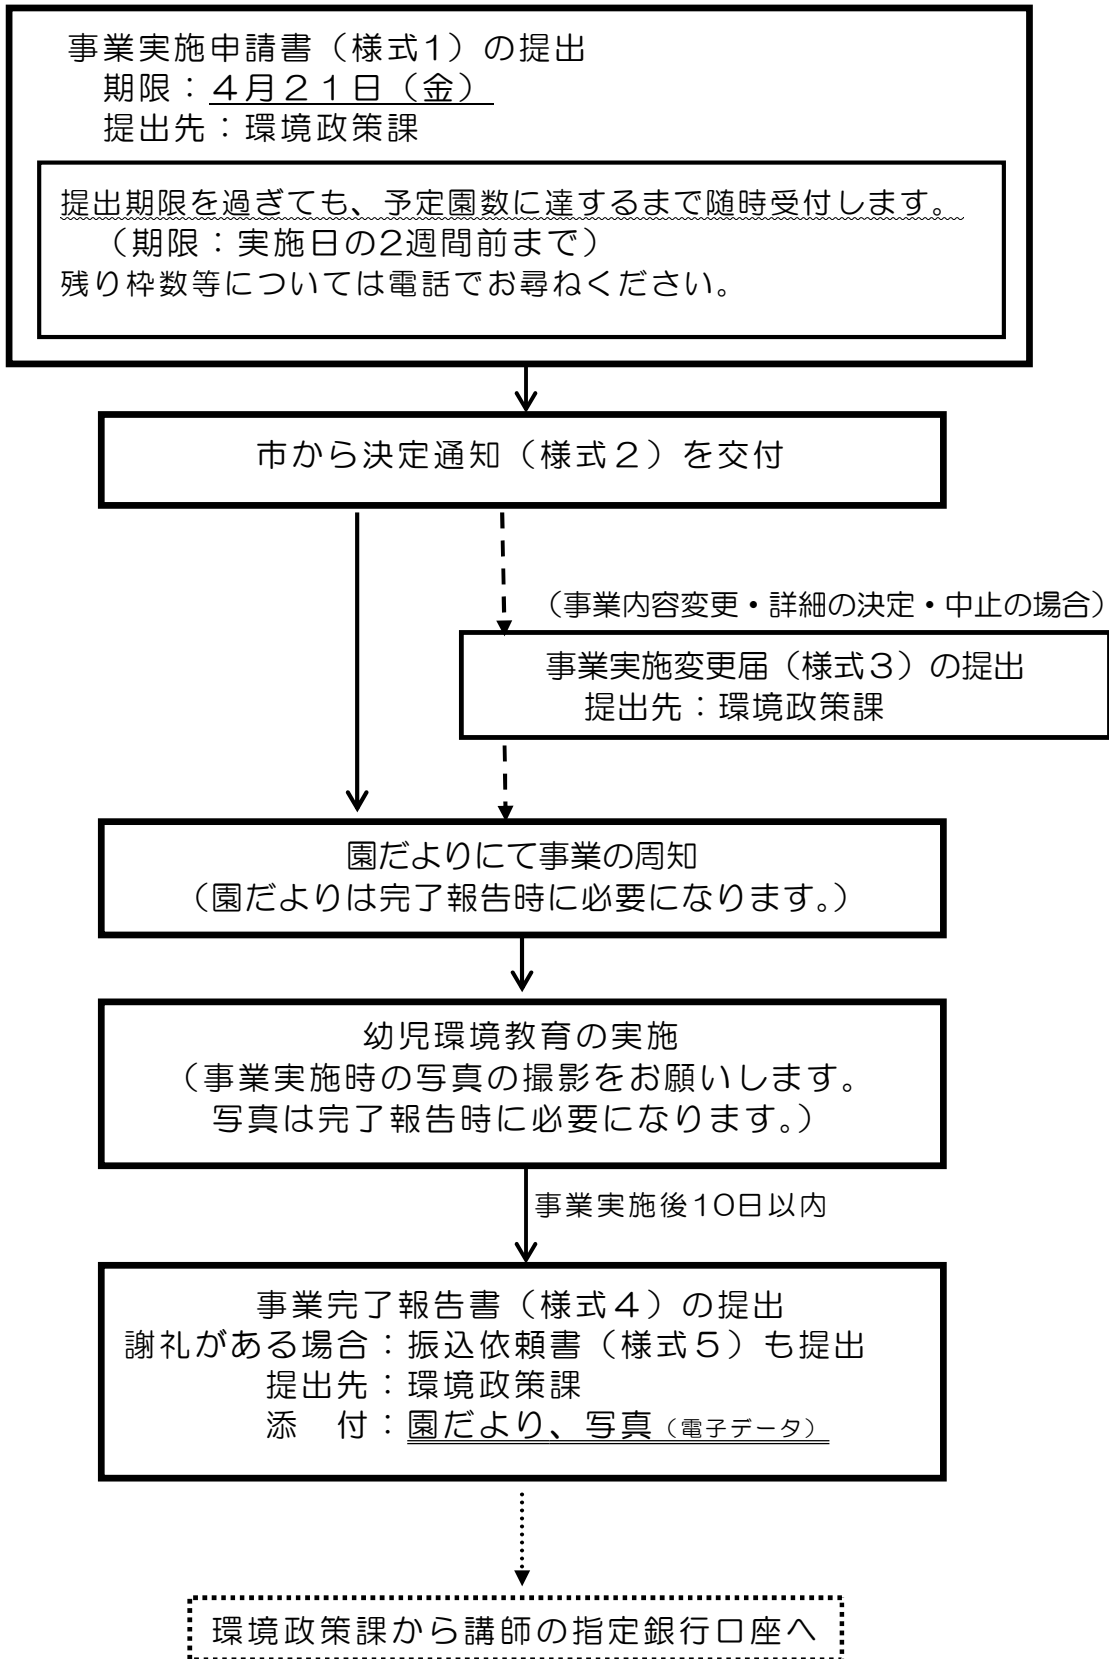 事業実施申請書（様式1）の提出
期限：４月２１日（金）
提出先：環境政策課
提出期限を過ぎても、予定園数に達するまで随時受付します。
（期限：実施日の2週間前まで）
残り枠数等については電話でお尋ねください。
市から決定通知（様式２）を交付
（事業内容変更・詳細の決定・中止の場合）
事業実施変更届（様式３）の提出
提出先：環境政策課
園だよりにて事業の周知
（園だよりは完了報告時に必要になります。）
幼児環境教育の実施
（事業実施時の写真の撮影をお願いします。
写真は完了報告時に必要になります。）
事業実施後10日以内
事業完了報告書（様式４）の提出
謝礼がある場合：振込依頼書（様式５）も提出
提出先：環境政策課
添　付：園だより、写真（電子データ）
環境政策課から講師の指定銀行口座へ